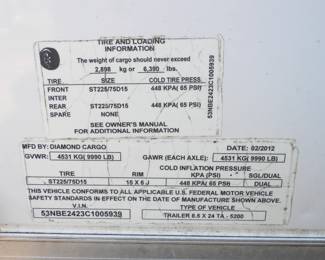 TIRE AND LOADING
INFORMATION
The weight of cargo should never exceed
2,898 kg or 6,390 lbs.
TIRE SIZE COLD TIRE PRESS.
FRONT ST225/75D15 448 KPA( 65 PSI)
INTER
REAR ST225/75D15 448 KPA( 65 PSI)
SPARE NONE
SEE OWNER'S MANUAL
FOR ADDITIONAL INFORMATION
53NBE2423C1005939
MFD BY: DIAMOND CARGO DATE: 02/2012
GVWR: 4531 KG( 9990 LB) GAWR (EACH AXLE): 4531 KG( 9990 LB)
COLD INFLATION PRESSURE
TIRE RIM KPA (PSI) SGL/DUAL
ST225/75D15 15 X 6 J 448 KPA( 65 PSI) DUAL
THIS VEHICLE CONFORMS TO ALL APPLICABLE U.S. FEDERAL MOTOR VEHICLE
SAFETY STANDARDS IN EFFECT ON THE DATE OF MANUFACTURE SHOWN ABOVE.
V.I.N. TYPE OF VEHICLE
53NBE2423C1005939 TRAILER 8.5 X 24 TA - 5200